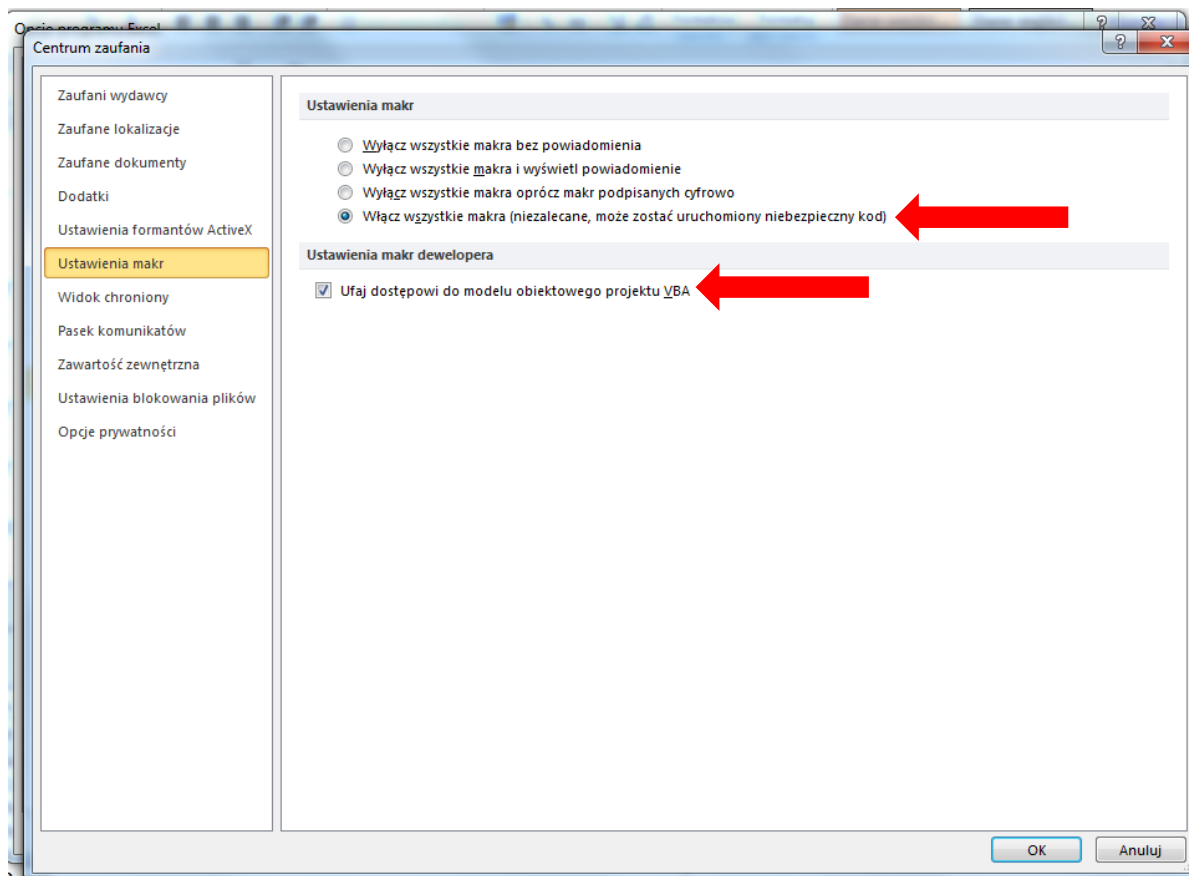 Opcje programu Excel
Centrum zaufania
Zaufani wydawcy
Zaufane lokalizacje
Zaufane dokumenty
Dodatki
Ustawienia formantów ActiveX
Ustawienia makr
Widok chroniony
Pasek komunikatów
Zawartość zewnętrzna
Ustawienia blokowania plików
Opcje prywatności
Ustawienia makr
Wyłącz wszystkie makra bez powiadomienia
Wyłącz wszystkie makra i wyświetl powiadomienie
Wyłącz wszystkie makra oprócz makr podpisanych cyfrowo
Włącz wszystkie makra (niezalecane, może zostać uruchomiony niebezpieczny kod)
Ustawienia makr dewelopera
Ufaj dostępowi do modelu obiektowego projektu VBA
OK
Anuluj